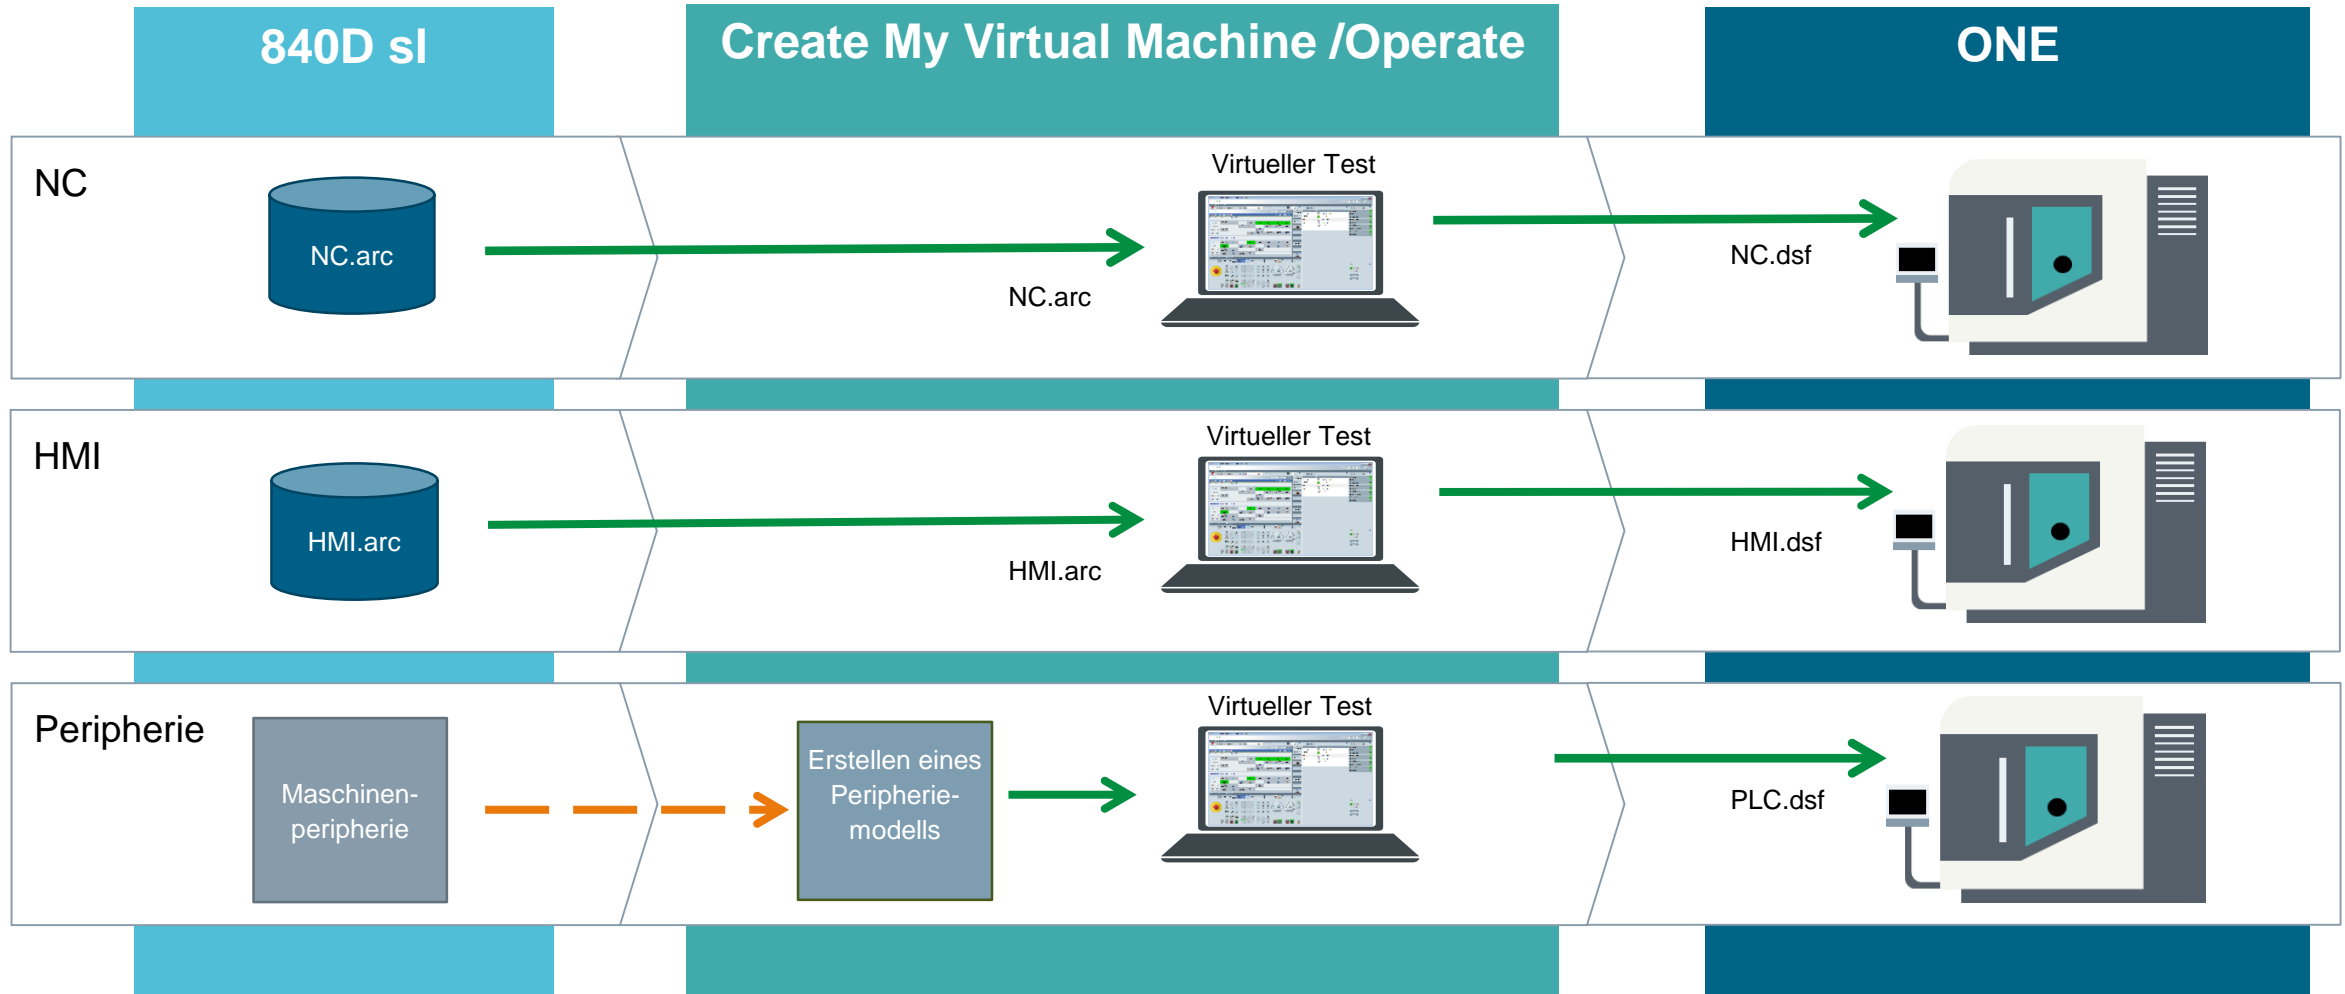 840D sl
Create My Virtual Machine /Operate
ONE
NC
NC.arc
Virtueller Test
NC.arc
NC.dsf
HMI
HMI.arc
Virtueller Test
HMI.arc
HMI.dsf
Peripherie
Maschinen-
peripherie
Erstellen eines
Peripherie-
modells
Virtueller Test
PLC.dsf